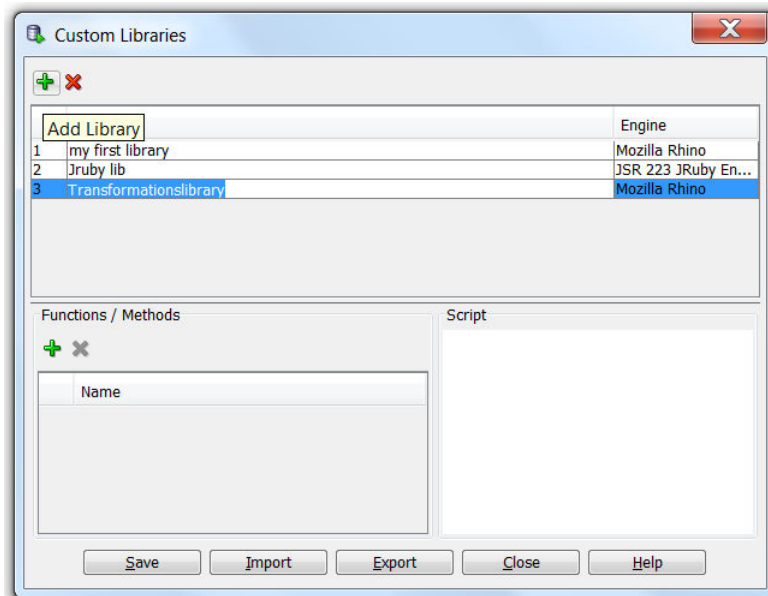 Custom Libraries
Add Library
Engine
1 my first library Mozilla Rhino
2 Jruby lib JSR 223 JRuby En...
3 Transformationslibrary Mozilla Rhino
Functions / Methods
Script
Name
Save Import Export Close Help